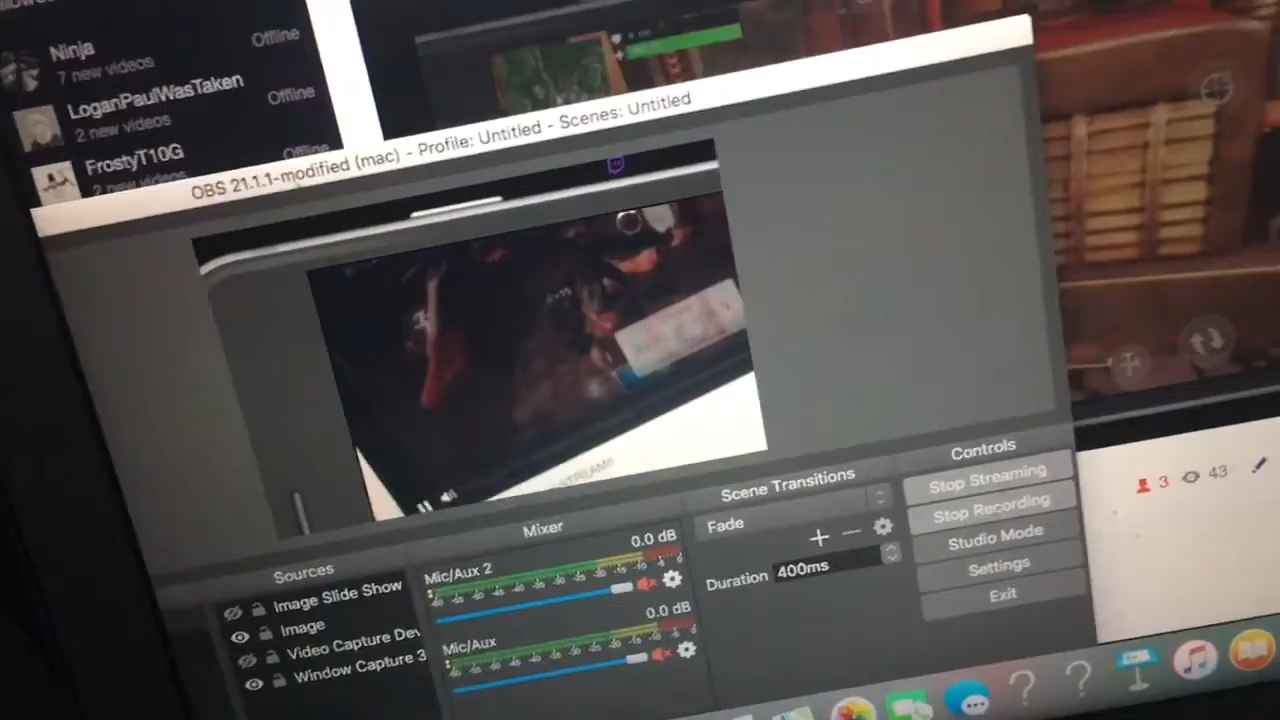 Ninja
Offline
7 new videos
LoganPaulWasTaken
Offline
2 new videos
FrostyT10G
Offline
2 new videos
OBS 21.1.1-modified (mac) - Profile: Untitled - Scenes: Untitled
Sources
Image Slide Show
Image
Video Capture Dev
Window Capture 3
Mixer
Mic/Aux 2
0.0 dB
Mic/Aux
0.0 dB
Scene Transitions
Fade
Duration 400ms
Controls
Stop Streaming
Stop Recording
Studio Mode
Settings
Exit
3 43